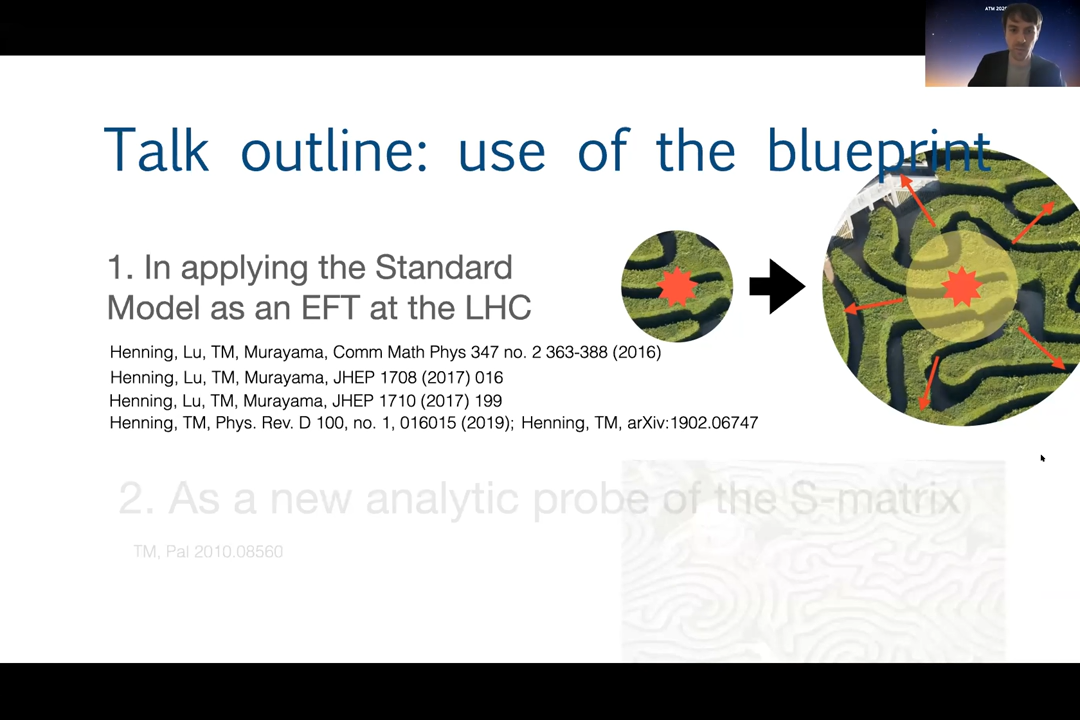 ATM 202
Talk outline: use of the blueprint
1. In applying the Standard
Model as an EFT at the LHC
Henning, Lu, TM, Murayama, Comm Math Phys 347 no. 2 363-388 (2016)
Henning, Lu, TM, Murayama, JHEP 1708 (2017) 016
Henning, Lu, TM, Murayama, JHEP 1710 (2017) 199
Henning, TM, Phys. Rev. D 100, no. 1, 016015 (2019); Henning, TM, arXiv:1902.06747
2. As a new analytic probe of the S-matrix
TM, Pal 2010.08560